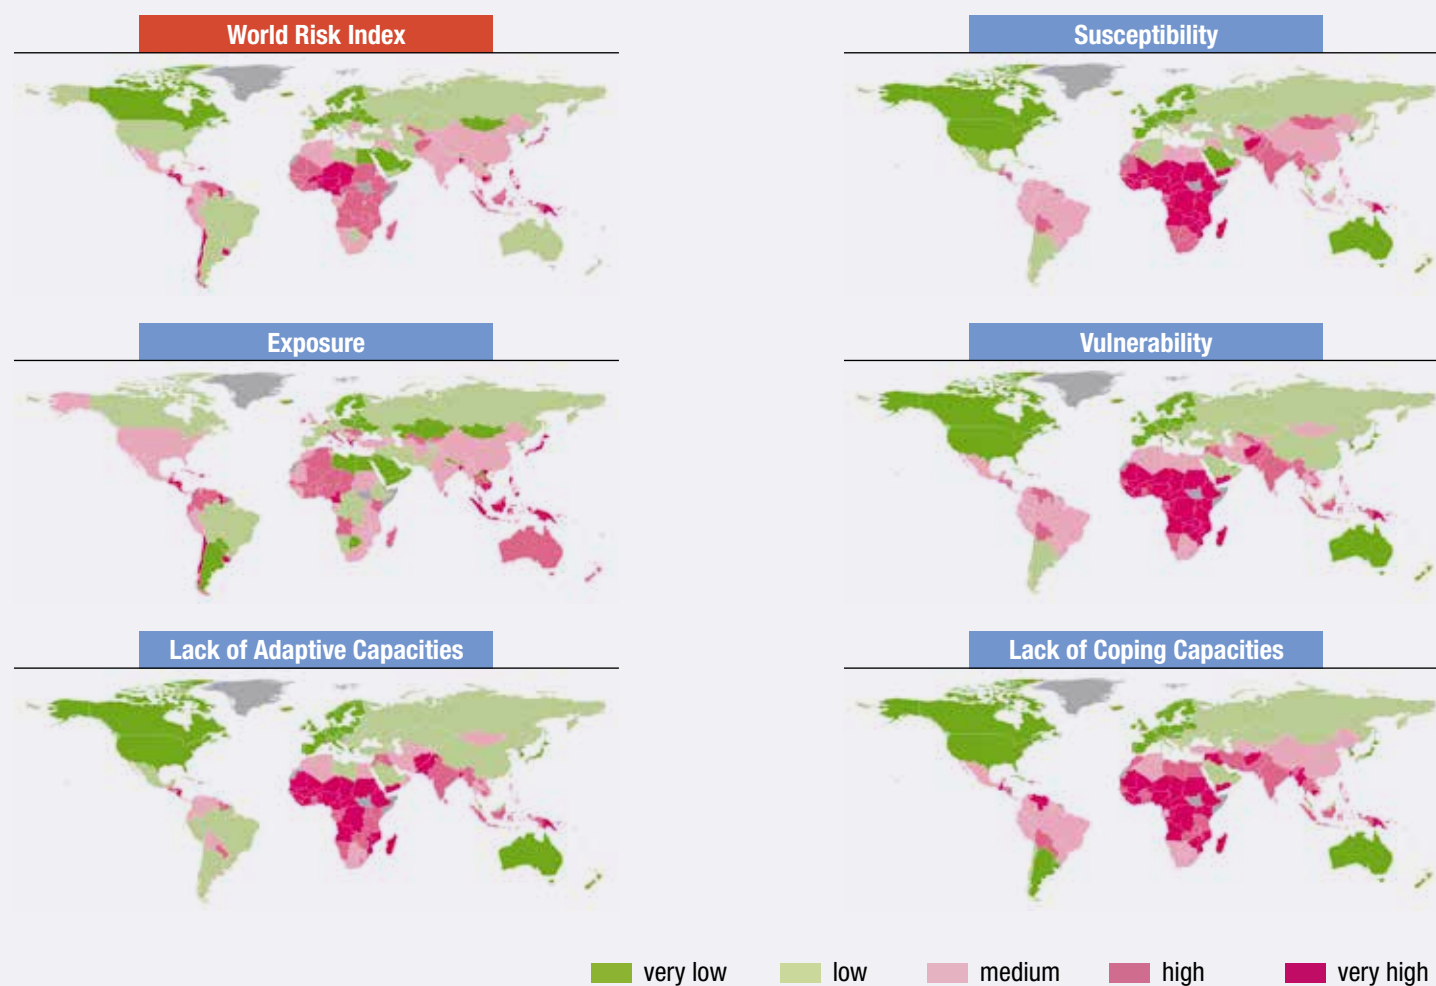 World Risk Index
Susceptibility
Exposure
Vulnerability
Lack of Adaptive Capacities
Lack of Coping Capacities
very low
low
medium
high
very high